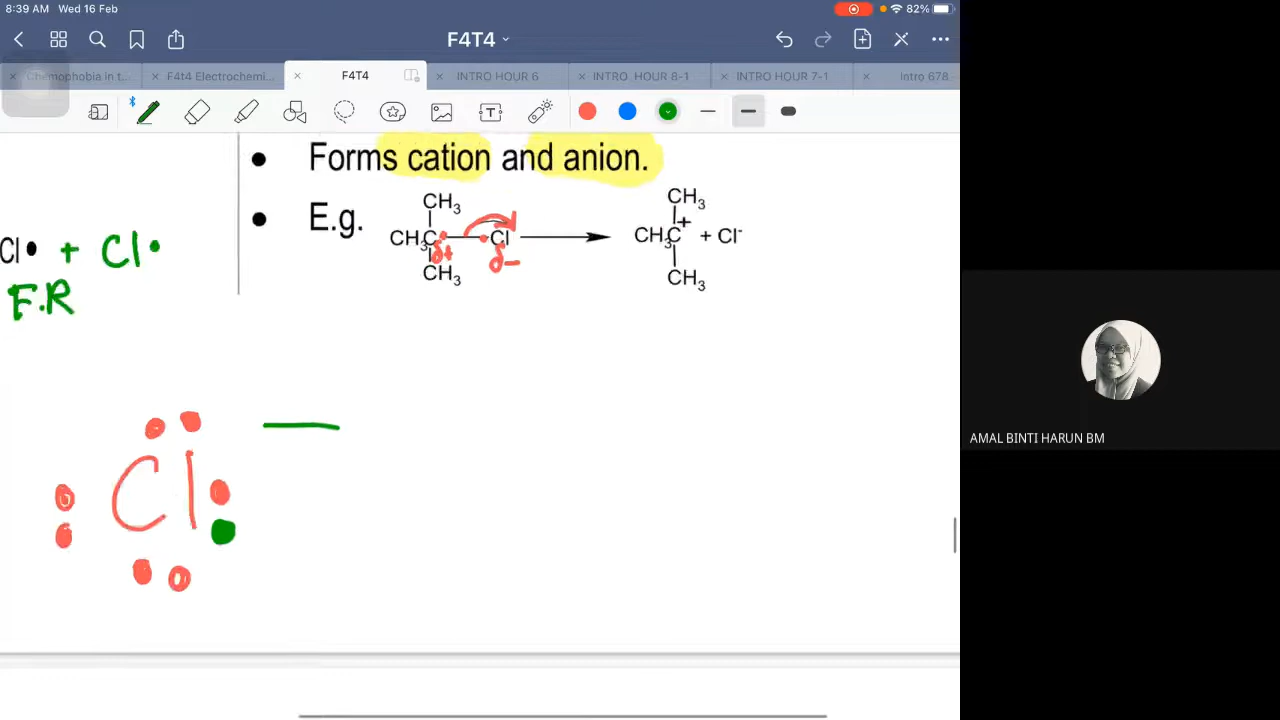 8:39 AM Wed 16 Feb
82%
F4T4
Chemophobia in t...
F4t4 Electrochemi...
F4T4
INTRO HOUR 6
INTRO HOUR 8-1
INTRO HOUR 7-1
Intro 678
• Forms cation and anion.
• E.g.
CH3
CH3C
Cl
δ+
δ-
CH3
CH3
CH3C + Cl-
+
CH3
Cl• + Cl•
F.R
Cl
AMAL BINTI HARUN BM